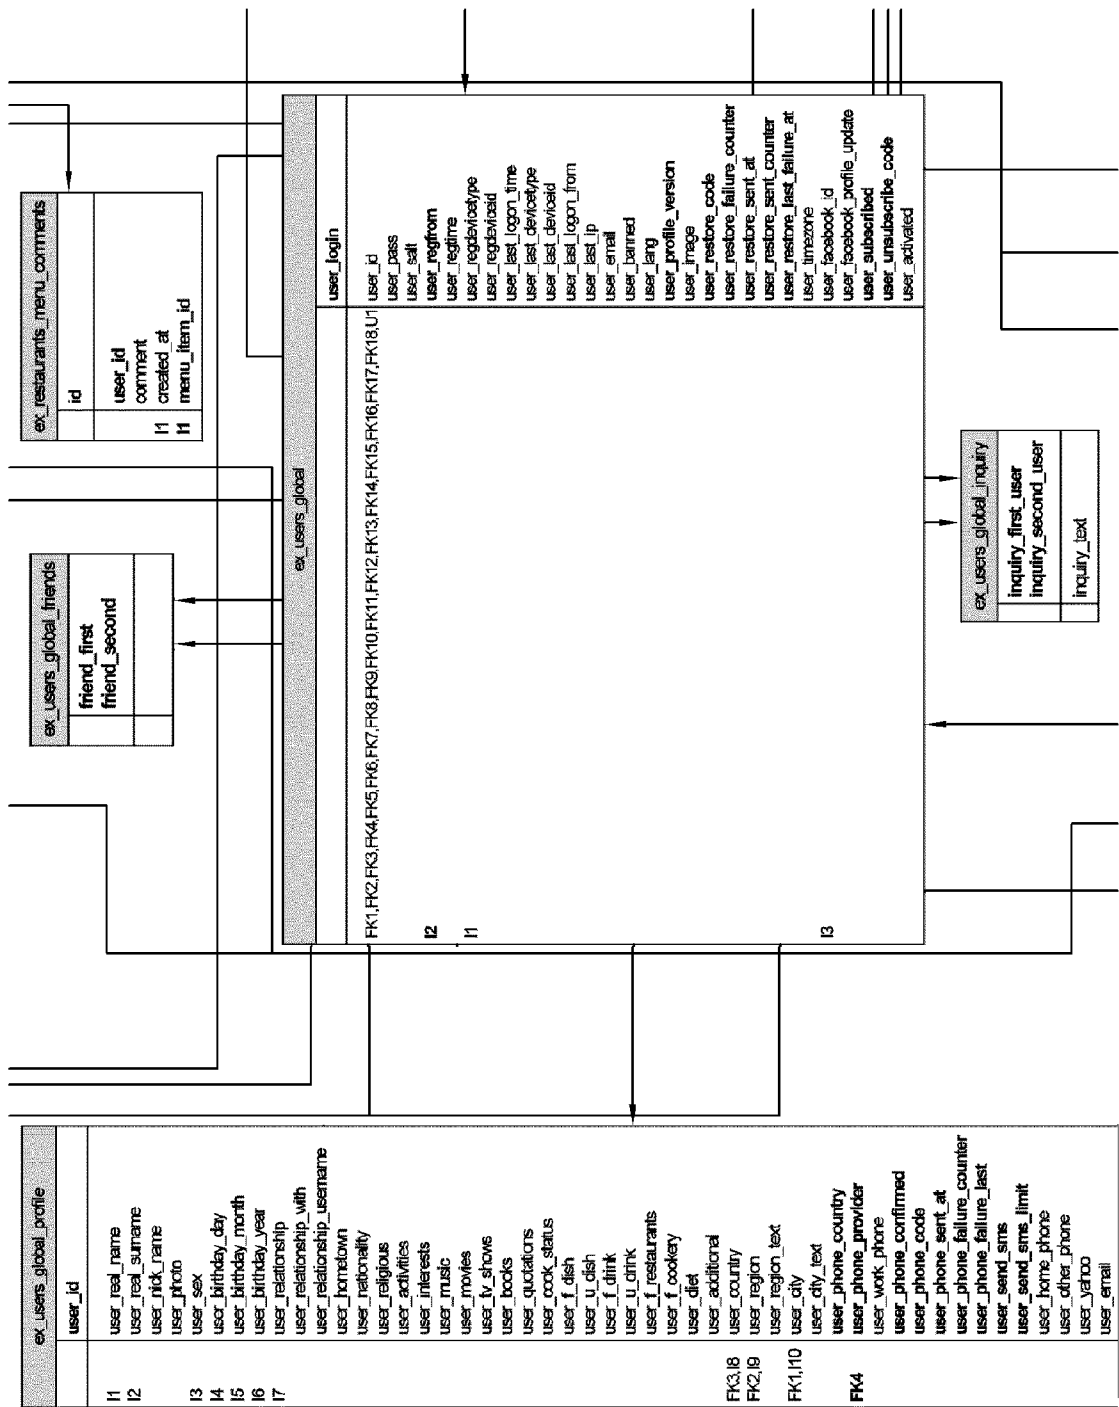 ex_users_global_profile
user_id
I1 user_real_name
I2 user_real_surname
user_nick_name
user_photo
I3 user_sex
I4 user_birthday_day
I5 user_birthday_month
I6 user_birthday_year
I7 user_relationship
user_relationship_with
user_relationship_username
user_hometown
user_nationality
user_religious
user_activities
user_interests
user_music
user_movies
user_tv_shows
user_books
user_quotations
user_cook_status
user_f_dish
user_u_dish
user_f_drink
user_u_drink
user_f_restaurants
user_f_cookery
user_diet
user_additional
FK3,I8 user_country
FK2,I9 user_region
user_region_text
FK1,I10 user_city
user_city_text
user_phone_country
FK4 user_phone_provider
user_work_phone
user_phone_confirmed
user_phone_code
user_phone_sent_at
user_phone_failure_counter
user_phone_failure_last
user_send_sms
user_send_sms_limit
user_home_phone
user_other_phone
user_yahoo
user_email
ex_users_global_friends
friend_first
friend_second
ex_restaurants_menu_comments
id
user_id
comment
I1 created_at
I1 menu_item_id
ex_users_global
user_login
FK1,FK2,FK3,FK4,FK5,FK6,FK7,FK8,FK9,FK10,FK11,FK12,FK13,FK14,FK15,FK16,FK17,FK18,U1 user_id
user_pass
user_salt
I2 user_regfrom
user_regtime
I1 user_regdevicetype
user_regdeviceid
user_last_logon_time
user_last_devicetype
user_last_deviceid
user_last_logon_from
user_last_ip
user_email
user_banned
user_lang
user_profile_version
user_image
user_restore_code
user_restore_failure_counter
user_restore_sent_at
user_restore_sent_counter
user_restore_last_failure_at
user_timezone
I3 user_facebook_id
user_facebook_profile_update
user_subscribed
user_unsubscribe_code
user_activated
ex_users_global_inquiry
inquiry_first_user
inquiry_second_user
inquiry_text